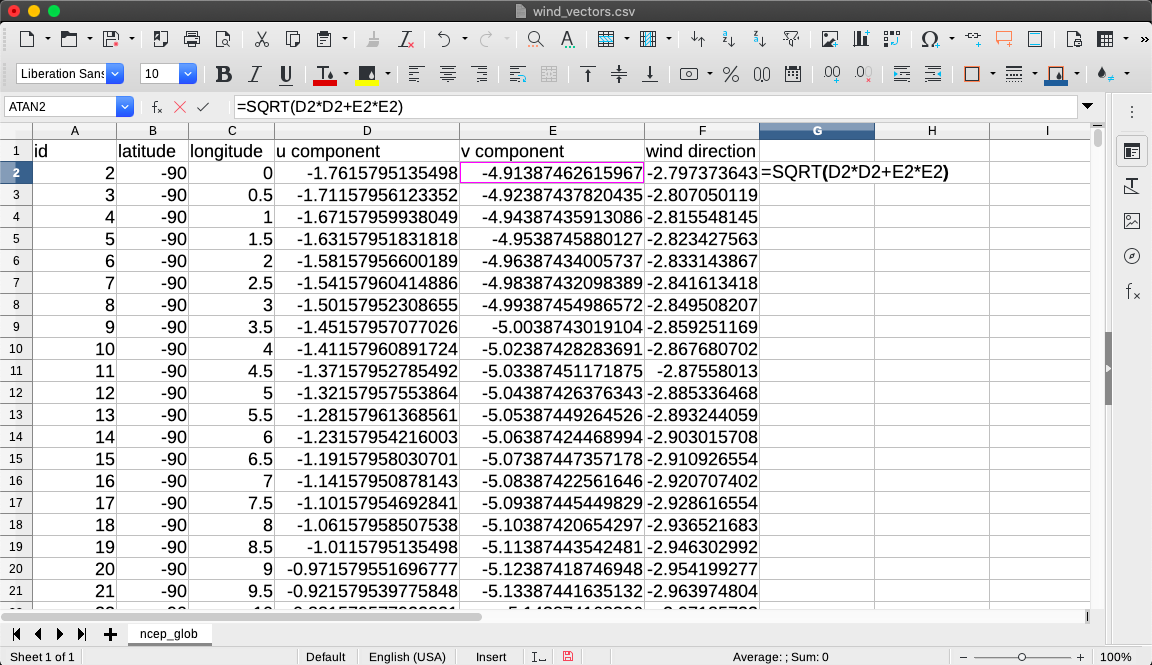 wind_vectors.csv
Liberation Sans 10
ATAN2 =SQRT(D2*D2+E2*E2)
A B C D E F G H I
1 id latitude longitude u component v component wind direction
2 2 -90 0 -1.7615795135498 -4.91387462615967 -2.797373643 =SQRT(D2*D2+E2*E2)
3 3 -90 0.5 -1.71157956123352 -4.92387437820435 -2.807050119
4 4 -90 1 -1.67157959938049 -4.94387435913086 -2.815548145
5 5 -90 1.5 -1.63157951831818 -4.9538745880127 -2.823427563
6 6 -90 2 -1.58157956600189 -4.96387434005737 -2.833143867
7 7 -90 2.5 -1.54157960414886 -4.98387432098389 -2.841613418
8 8 -90 3 -1.50157952308655 -4.99387454986572 -2.849508207
9 9 -90 3.5 -1.45157957077026 -5.0038743019104 -2.859251169
10 10 -90 4 -1.41157960891724 -5.02387428283691 -2.867680702
11 11 -90 4.5 -1.37157952785492 -5.03387451171875 -2.87558013
12 12 -90 5 -1.32157957553864 -5.04387426376343 -2.885336468
13 13 -90 5.5 -1.28157961368561 -5.05387449264526 -2.893244059
14 14 -90 6 -1.23157954216003 -5.06387424468994 -2.903015708
15 15 -90 6.5 -1.19157958030701 -5.07387447357178 -2.910926554
16 16 -90 7 -1.14157950878143 -5.08387422561646 -2.920707402
17 17 -90 7.5 -1.10157954692841 -5.09387445449829 -2.928616554
18 18 -90 8 -1.06157958507538 -5.10387420654297 -2.936521683
19 19 -90 8.5 -1.0115795135498 -5.11387443542481 -2.946302992
20 20 -90 9 -0.971579551696777 -5.12387418746948 -2.954199277
21 21 -90 9.5 -0.921579539775848 -5.13387441635132 -2.963974804
ncep_glob
Sheet 1 of 1 Default English (USA) Insert Average: ; Sum: 0 100%